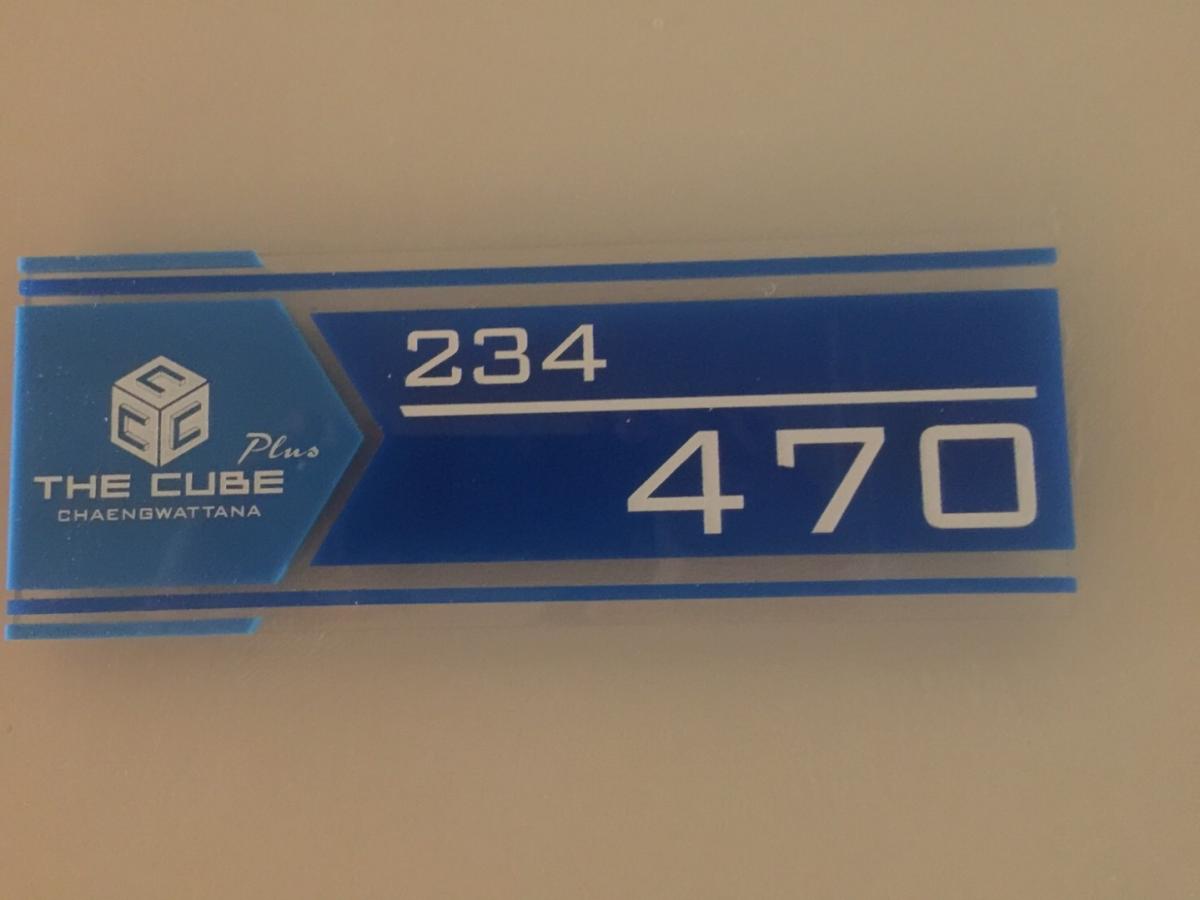 Plus
THE CUBE
CHAENGWATTANA
234
470